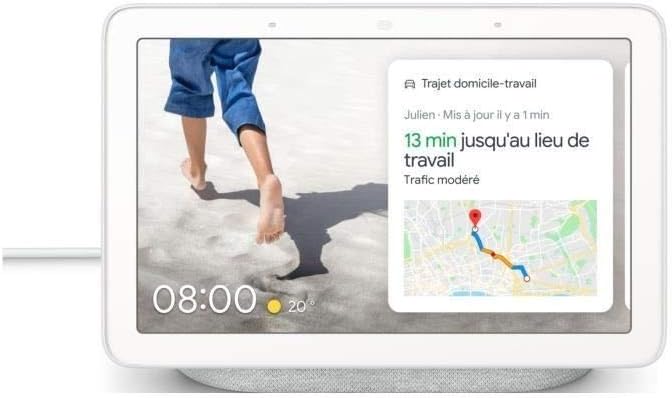 Trajet domicile-travail
Julien · Mis à jour il y a 1 min
13 min jusqu'au lieu de
travail
Trafic modéré
08:00 20°